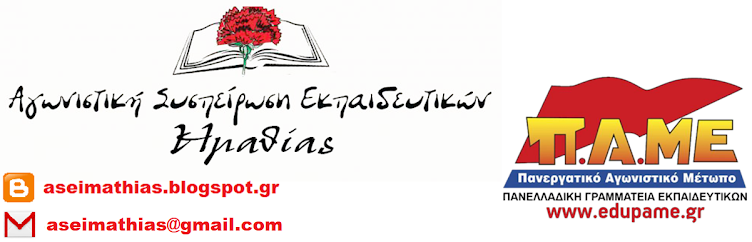 Αγωνιστική Συσπείρωση Εκπαιδευτικών
Ημαθίας
aseimathias.blogspot.gr
aseimathias@gmail.com
Π.Α.ΜΕ
Πανεργατικό Αγωνιστικό Μέτωπο
ΠΑΝΕΛΛΑΔΙΚΗ ΓΡΑΜΜΑΤΕΙΑ ΕΚΠΑΙΔΕΥΤΙΚΩΝ
www.edupame.gr